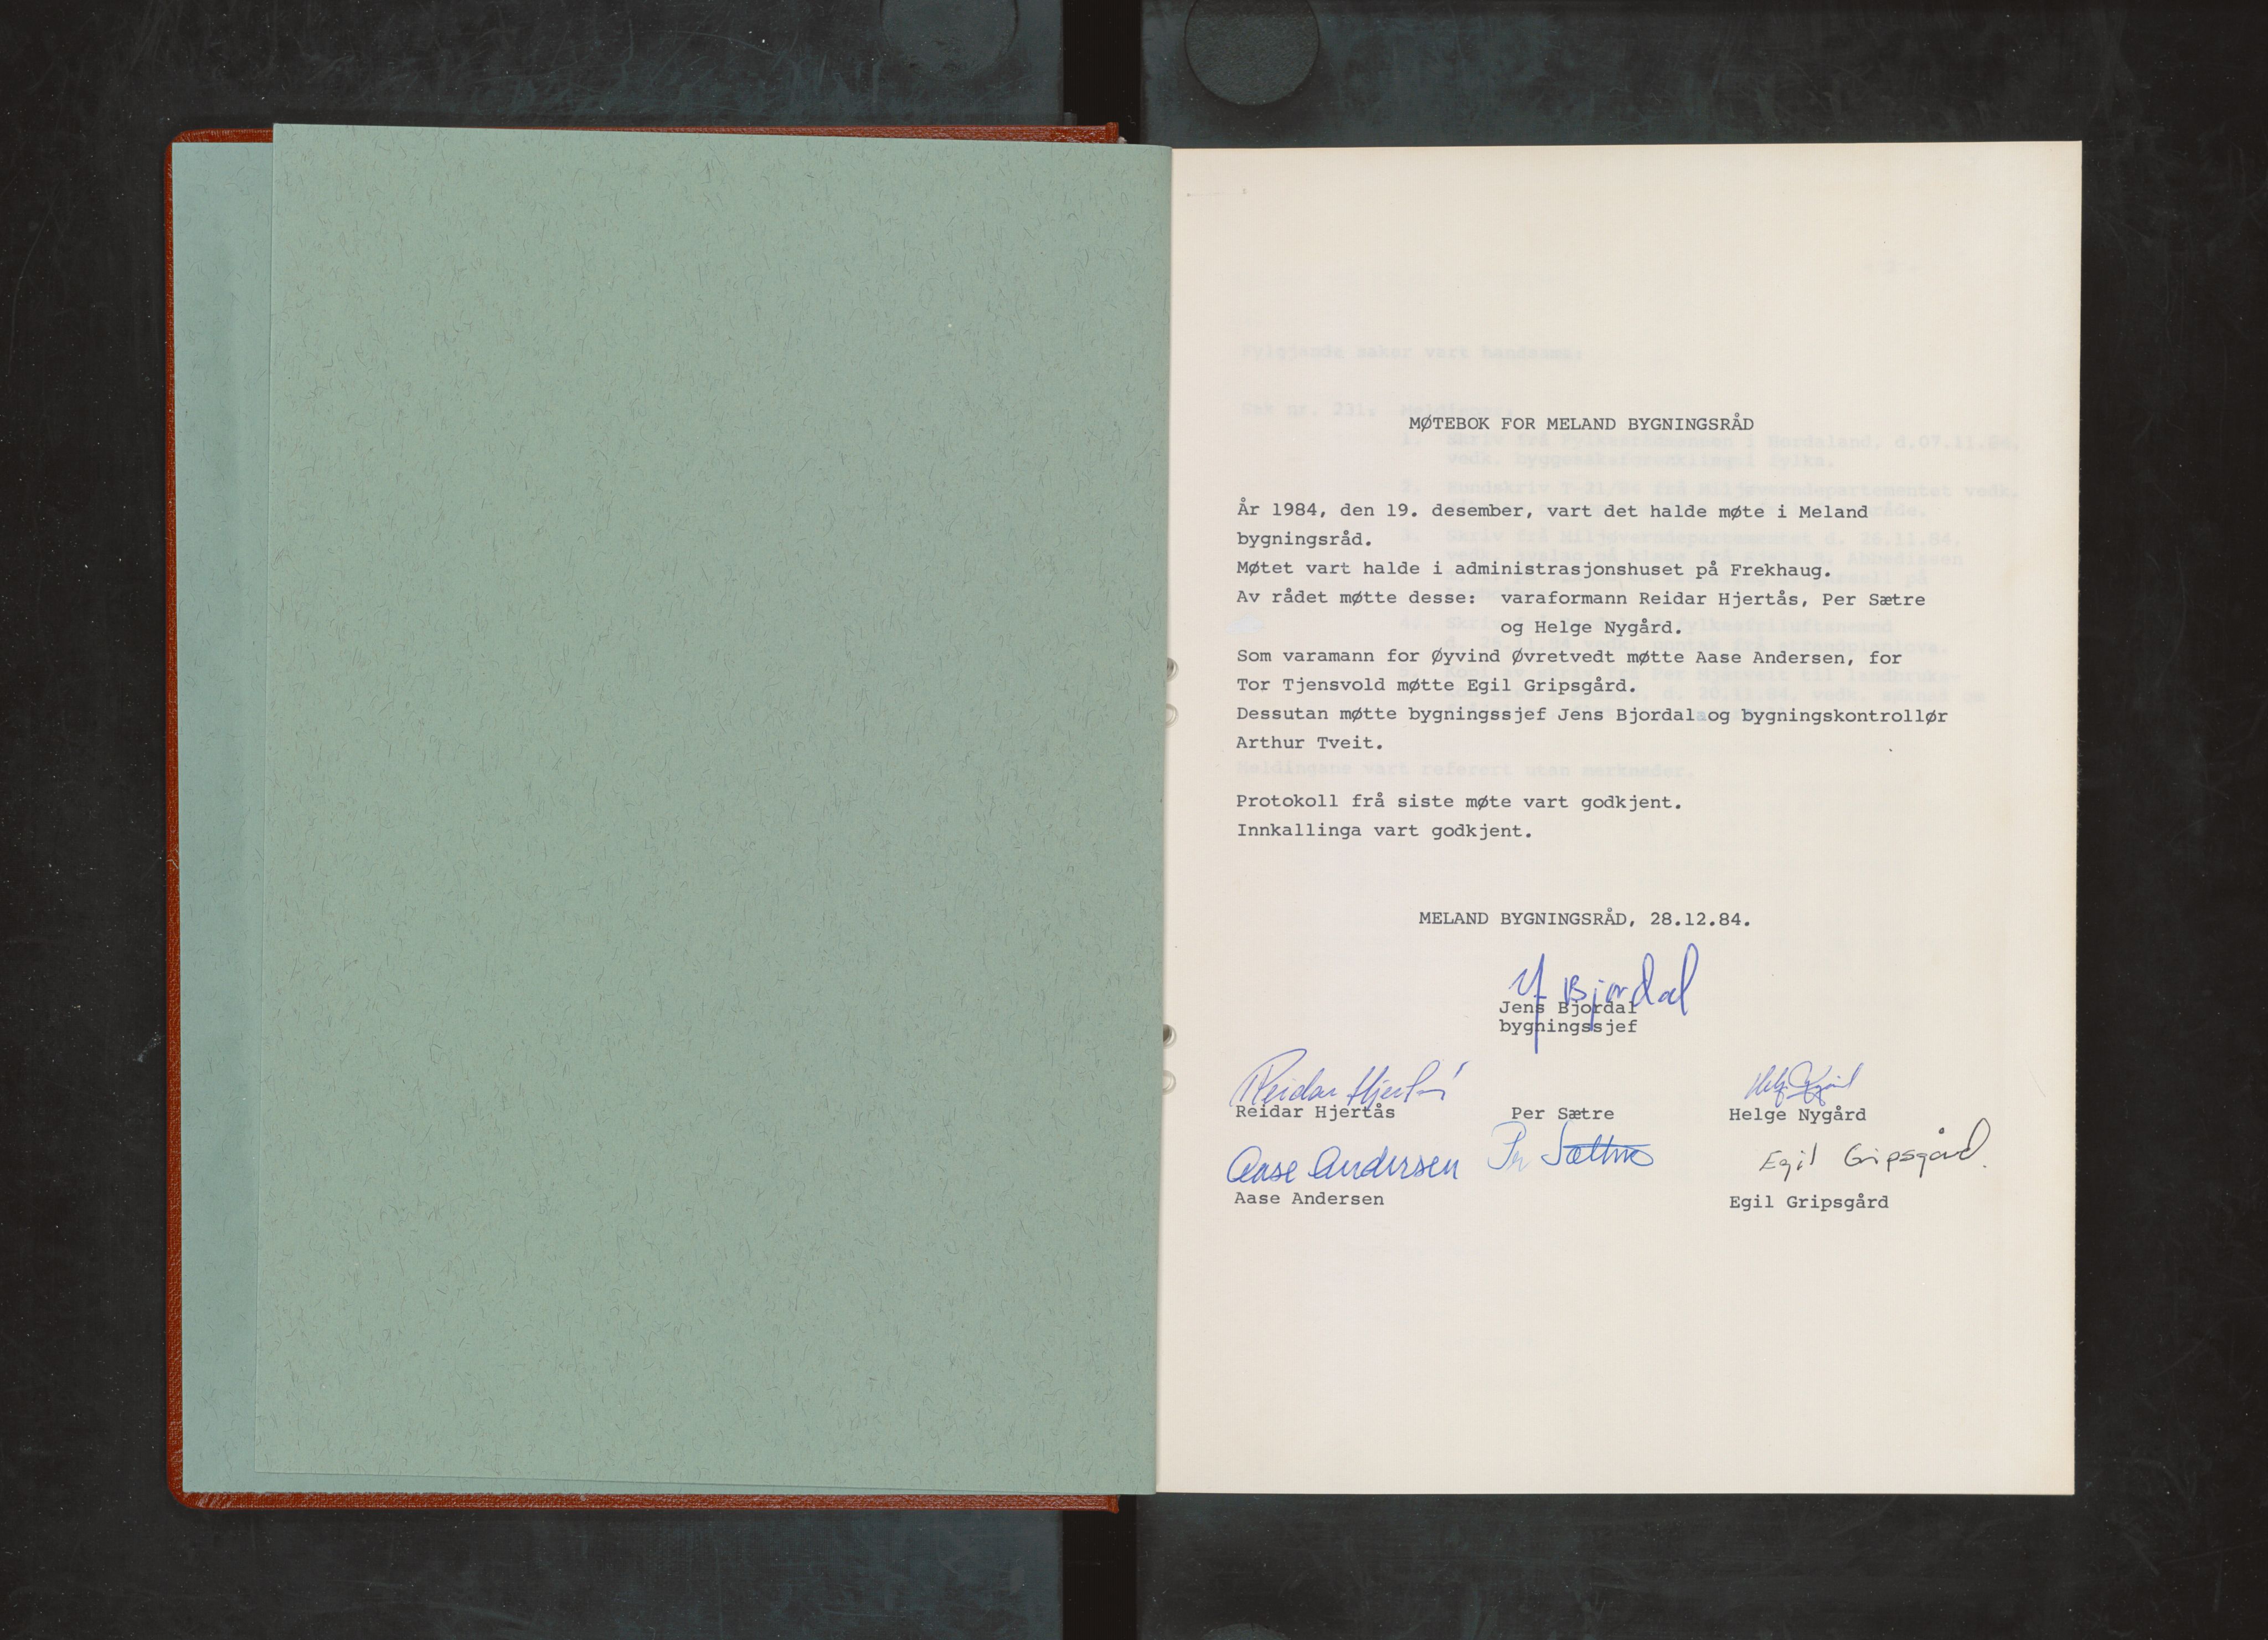 MØTEBOK FOR MELAND BYGNINGSRÅD
År 1984, den 19. desember, vart det halde møte i Meland
bygningsråd.
Møtet vart halde i administrasjonshuset på Frekhaug.
Av rådet møtte desse: varaformann Reidar Hjertås, Per Sætre
og Helge Nygård.
Som varamann for Øyvind Øvretvedt møtte Aase Andersen, for
Tor Tjensvold møtte Egil Gripsgård.
Dessutan møtte bygningssjef Jens Bjordal og bygningskontrollør
Arthur Tveit.
Protokoll frå siste møte vart godkjent.
Innkallinga vart godkjent.
MELAND BYGNINGSRÅD, 28.12.84.
Bjordal
Jens Bjordal
bygningssjef
Reidar Hjertås
Helge Nygård
Reidar Hjertås
Per Sætre
Helge Nygård
Aase Andersen
Per Sætre
Egil Gripsgård
Aase Andersen
Egil Gripsgård